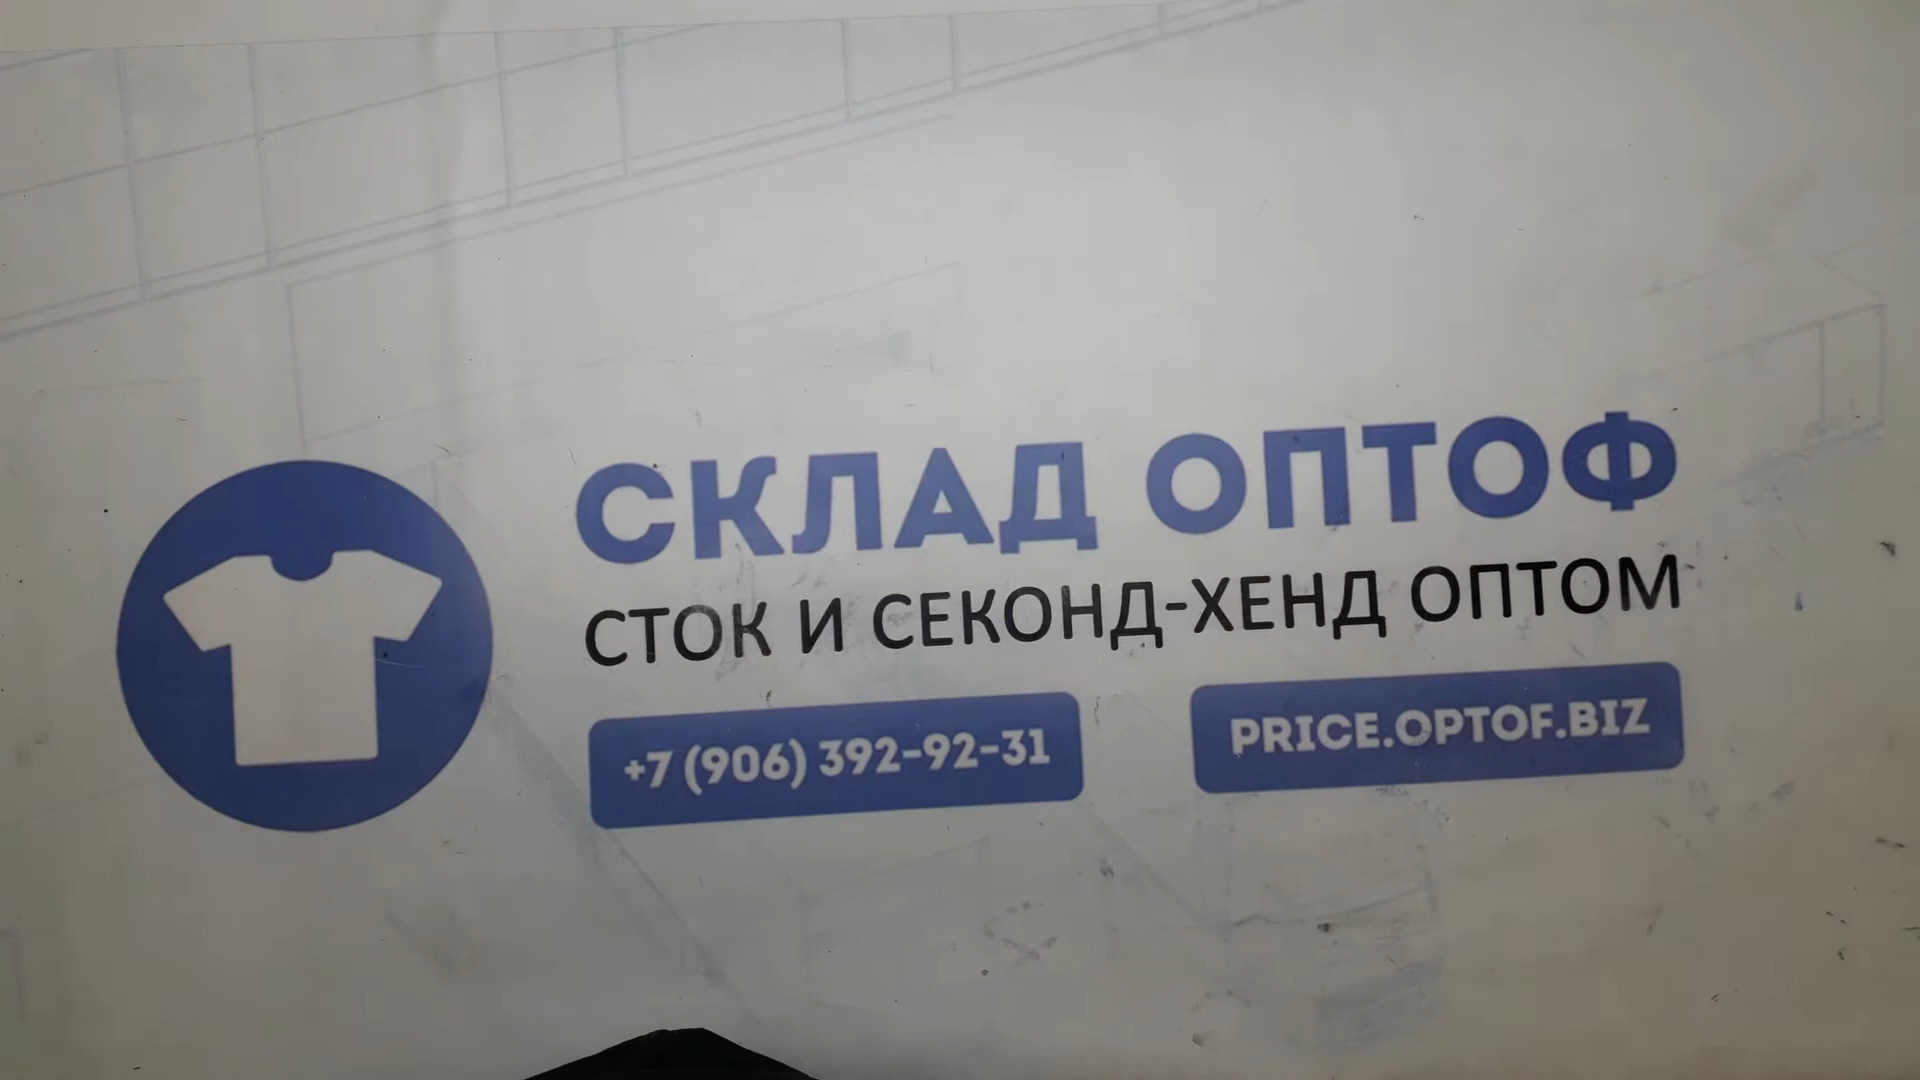 СКЛАД ОПТОФ
СТОК И СЕКОНД-ХЕНД ОПТОМ
+7 (906) 392-92-31
PRICE.OPTOF.BIZ